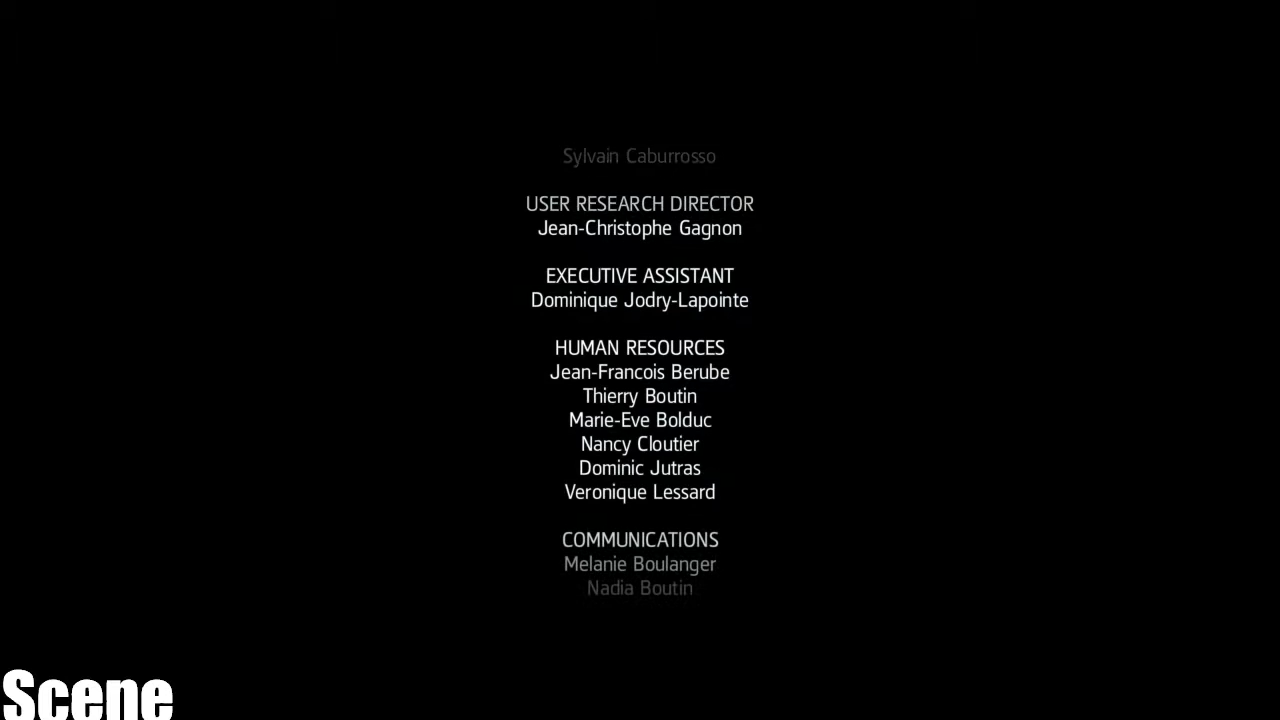 Sylvain Caburrosso
USER RESEARCH DIRECTOR
Jean-Christophe Gagnon
EXECUTIVE ASSISTANT
Dominique Jodry-Lapointe
HUMAN RESOURCES
Jean-Francois Berube
Thierry Boutin
Marie-Eve Bolduc
Nancy Cloutier
Dominic Jutras
Veronique Lessard
COMMUNICATIONS
Melanie Boulanger
Nadia Boutin
Scene